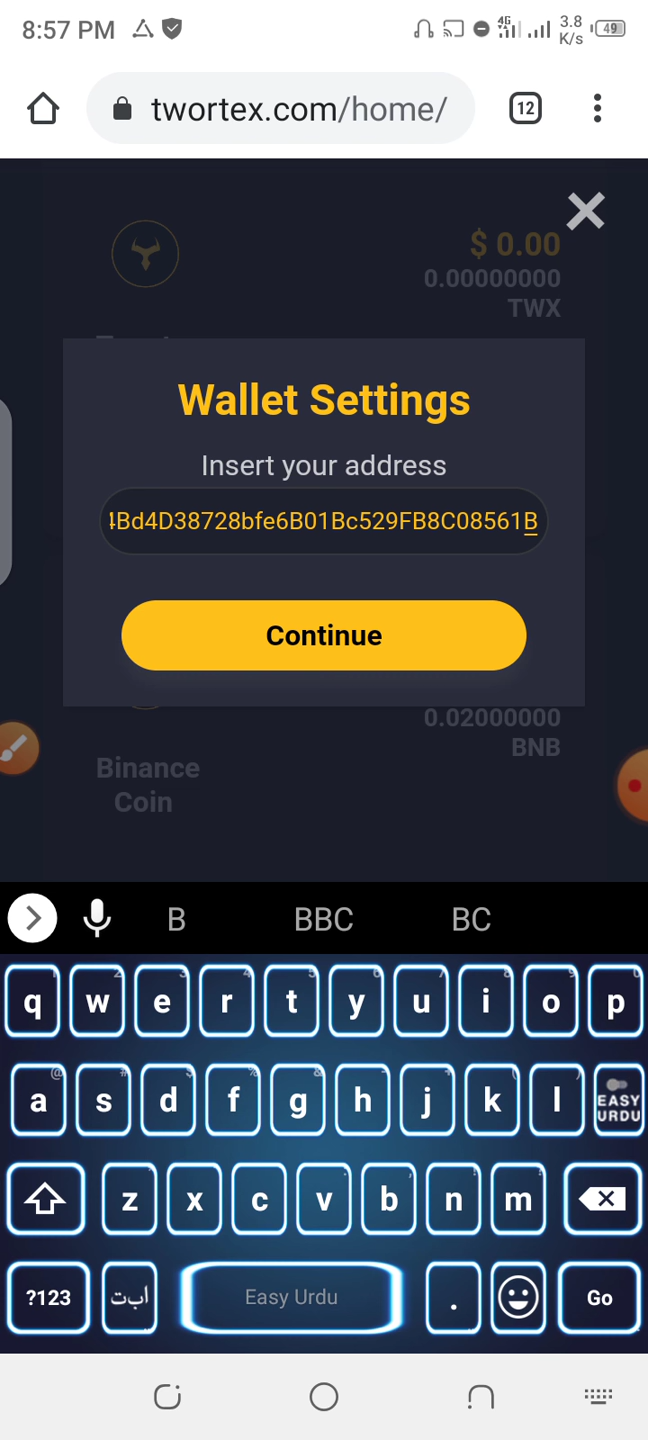 8:57 PM
4G
3.8
K/s
49
twortex.com/home/
12
$ 0.00
0.00000000
TWX
Wallet Settings
Insert your address
4Bd4D38728bfe6B01Bc529FB8C08561B
Continue
0.02000000
BNB
Binance
Coin
B BBC BC
q w e r t y u i o p
a s d f g h j k l EASY URDU
z x c v b n m
?123 ابت Easy Urdu . Go